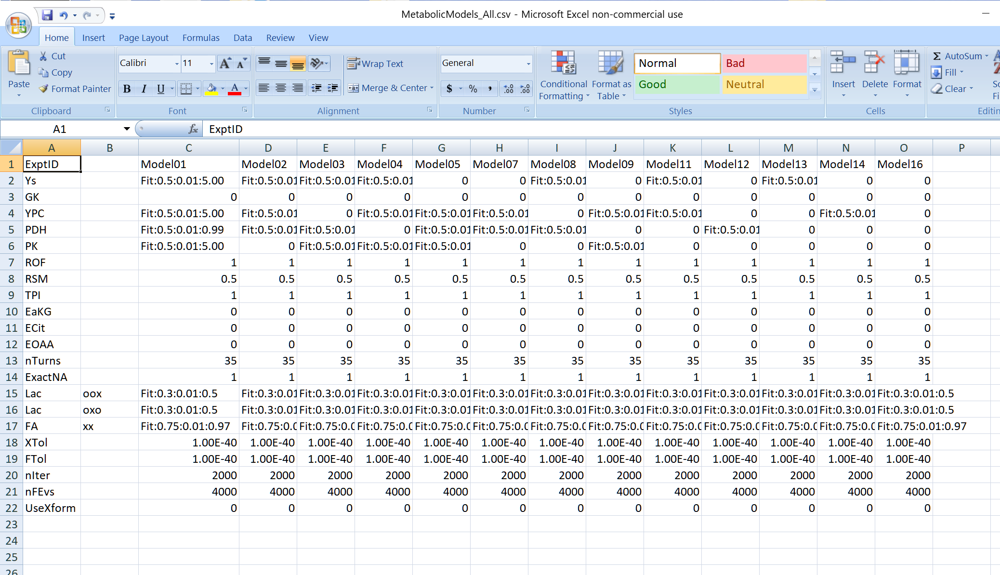 MetabolicModels_All.csv - Microsoft Excel non-commercial use
Home Insert Page Layout Formulas Data Review View
Paste Cut Copy Format Painter Clipboard
Calibri 11 A A B I U A Font
Wrap Text Merge & Center Alignment
General $ % , .0 .00 .00 .0 Number
Conditional Formatting Format as Table Normal Bad Good Neutral Styles
Insert Delete Format Cells
Σ AutoSum Fill Clear Editin
A1 fx ExptID
A B C D E F G H I J K L M N O P
1 ExptID Model01 Model02 Model03 Model04 Model05 Model07 Model08 Model09 Model11 Model12 Model13 Model14 Model16
2 Ys Fit:0.5:0.01:5.00 Fit:0.5:0.01 Fit:0.5:0.01 Fit:0.5:0.01 0 0 Fit:0.5:0.01 0 Fit:0.5:0.01 0 Fit:0.5:0.01 0 0
3 GK 0 0 0 0 0 0 0 0 0 0 0 0 0
4 YPC Fit:0.5:0.01:5.00 Fit:0.5:0.01 0 Fit:0.5:0.01 Fit:0.5:0.01 Fit:0.5:0.01 0 Fit:0.5:0.01 Fit:0.5:0.01 0 0 Fit:0.5:0.01 0
5 PDH Fit:0.5:0.01:0.99 Fit:0.5:0.01 Fit:0.5:0.01 0 Fit:0.5:0.01 Fit:0.5:0.01 Fit:0.5:0.01 0 0 Fit:0.5:0.01 0 0 0
6 PK Fit:0.5:0.01:5.00 0 Fit:0.5:0.01 Fit:0.5:0.01 Fit:0.5:0.01 0 0 Fit:0.5:0.01 0 0 0 0 0
7 ROF 1 1 1 1 1 1 1 1 1 1 1 1 1
8 RSM 0.5 0.5 0.5 0.5 0.5 0.5 0.5 0.5 0.5 0.5 0.5 0.5 0.5
9 TPI 1 1 1 1 1 1 1 1 1 1 1 1 1
10 EaKG 0 0 0 0 0 0 0 0 0 0 0 0 0
11 ECit 0 0 0 0 0 0 0 0 0 0 0 0 0
12 EOAA 0 0 0 0 0 0 0 0 0 0 0 0 0
13 nTurns 35 35 35 35 35 35 35 35 35 35 35 35 35
14 ExactNA 1 1 1 1 1 1 1 1 1 1 1 1 1
15 Lac oox Fit:0.3:0.01:0.5 Fit:0.3:0.01 Fit:0.3:0.01 Fit:0.3:0.01 Fit:0.3:0.01 Fit:0.3:0.01 Fit:0.3:0.01 Fit:0.3:0.01 Fit:0.3:0.01 Fit:0.3:0.01 Fit:0.3:0.01 Fit:0.3:0.01 Fit:0.3:0.01:0.5
16 Lac oxo Fit:0.3:0.01:0.5 Fit:0.3:0.01 Fit:0.3:0.01 Fit:0.3:0.01 Fit:0.3:0.01 Fit:0.3:0.01 Fit:0.3:0.01 Fit:0.3:0.01 Fit:0.3:0.01 Fit:0.3:0.01 Fit:0.3:0.01 Fit:0.3:0.01 Fit:0.3:0.01:0.5
17 FA xx Fit:0.75:0.01:0.97 Fit:0.75:0.0 Fit:0.75:0.0 Fit:0.75:0.0 Fit:0.75:0.0 Fit:0.75:0.0 Fit:0.75:0.0 Fit:0.75:0.0 Fit:0.75:0.0 Fit:0.75:0.0 Fit:0.75:0.0 Fit:0.75:0.0 Fit:0.75:0.01:0.97
18 XTol 1.00E-40 1.00E-40 1.00E-40 1.00E-40 1.00E-40 1.00E-40 1.00E-40 1.00E-40 1.00E-40 1.00E-40 1.00E-40 1.00E-40 1.00E-40
19 FTol 1.00E-40 1.00E-40 1.00E-40 1.00E-40 1.00E-40 1.00E-40 1.00E-40 1.00E-40 1.00E-40 1.00E-40 1.00E-40 1.00E-40 1.00E-40
20 nIter 2000 2000 2000 2000 2000 2000 2000 2000 2000 2000 2000 2000 2000
21 nFEvs 4000 4000 4000 4000 4000 4000 4000 4000 4000 4000 4000 4000 4000
22 UseXform 0 0 0 0 0 0 0 0 0 0 0 0 0
23
24
25
26